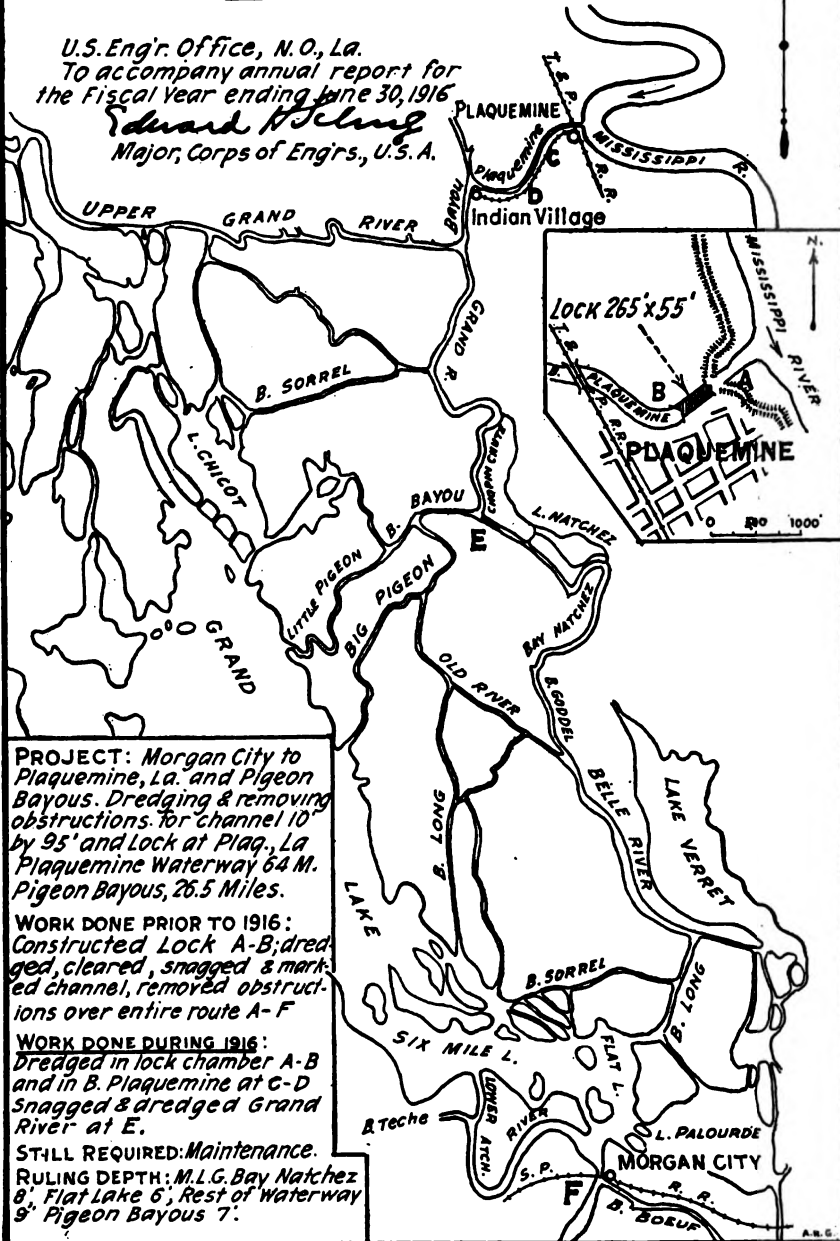 U.S. Eng'r. Office, N.O., La.
To accompany annual report for
the Fiscal Year ending June 30, 1916
Major, Corps of Eng'rs., U.S.A.
PLAQUEMINE
T. & P.
R. R.
MISSISSIPPI R.
Plaquemine
BAYOU
C
D
Indian Village
UPPER GRAND RIVER
GRAND R.
B. SORREL
L. CHICOT
N.
MISSISSIPPI RIVER
LOCK 265'x55'
T. & P. R.R.
B. PLAQUEMINE
B
A
PLAQUEMINE
0 500 1000'
BAYOU
E
L. NATCHEZ
LITTLE PIGEON B.
BIG PIGEON
BAY NATCHEZ
GRAND
OLD RIVER
B. GODDEL
BELLE RIVER
LAKE VERRET
B. LONG
LAKE
B. SORREL
B. LONG
SIX MILE L.
FLAT L.
B. Teche
LOWER ATCH. RIVER
L. PALOURDE
MORGAN CITY
S. P. R. R.
F
B. BOEUF
PROJECT: Morgan City to
Plaquemine, La. and Pigeon
Bayous. Dredging & removing
obstructions for channel 10'
by 95' and Lock at Plaq., La
Plaquemine Waterway 64 M.
Pigeon Bayous, 26.5 Miles.
WORK DONE PRIOR TO 1916:
Constructed Lock A-B; dred-
ged, cleared, snagged & mark-
ed channel, removed obstruct-
ions over entire route A-F
WORK DONE DURING 1916:
Dredged in lock chamber A-B
and in B. Plaquemine at C-D
Snagged & dredged Grand
River at E.
STILL REQUIRED: Maintenance.
RULING DEPTH: M.L.G. Bay Natchez
8', Flat Lake 6', Rest of Waterway
9' Pigeon Bayous 7'.